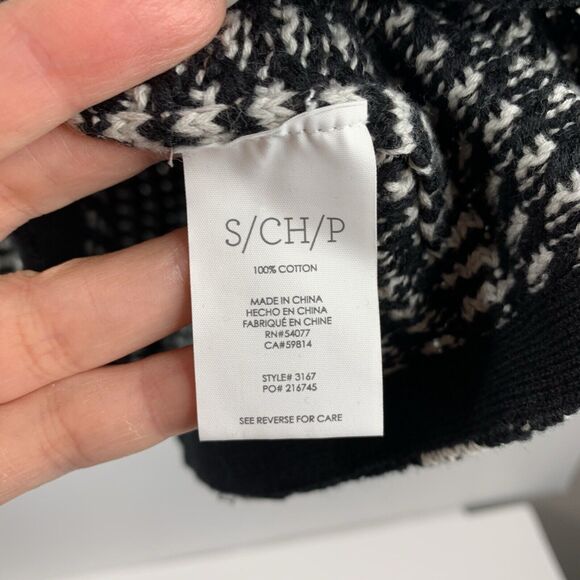 S/CH/P
100% COTTON
MADE IN CHINA
HECHO EN CHINA
FABRIQUÉ EN CHINE
RN#54077
CA#59814
STYLE# 3167
PO# 216745
SEE REVERSE FOR CARE